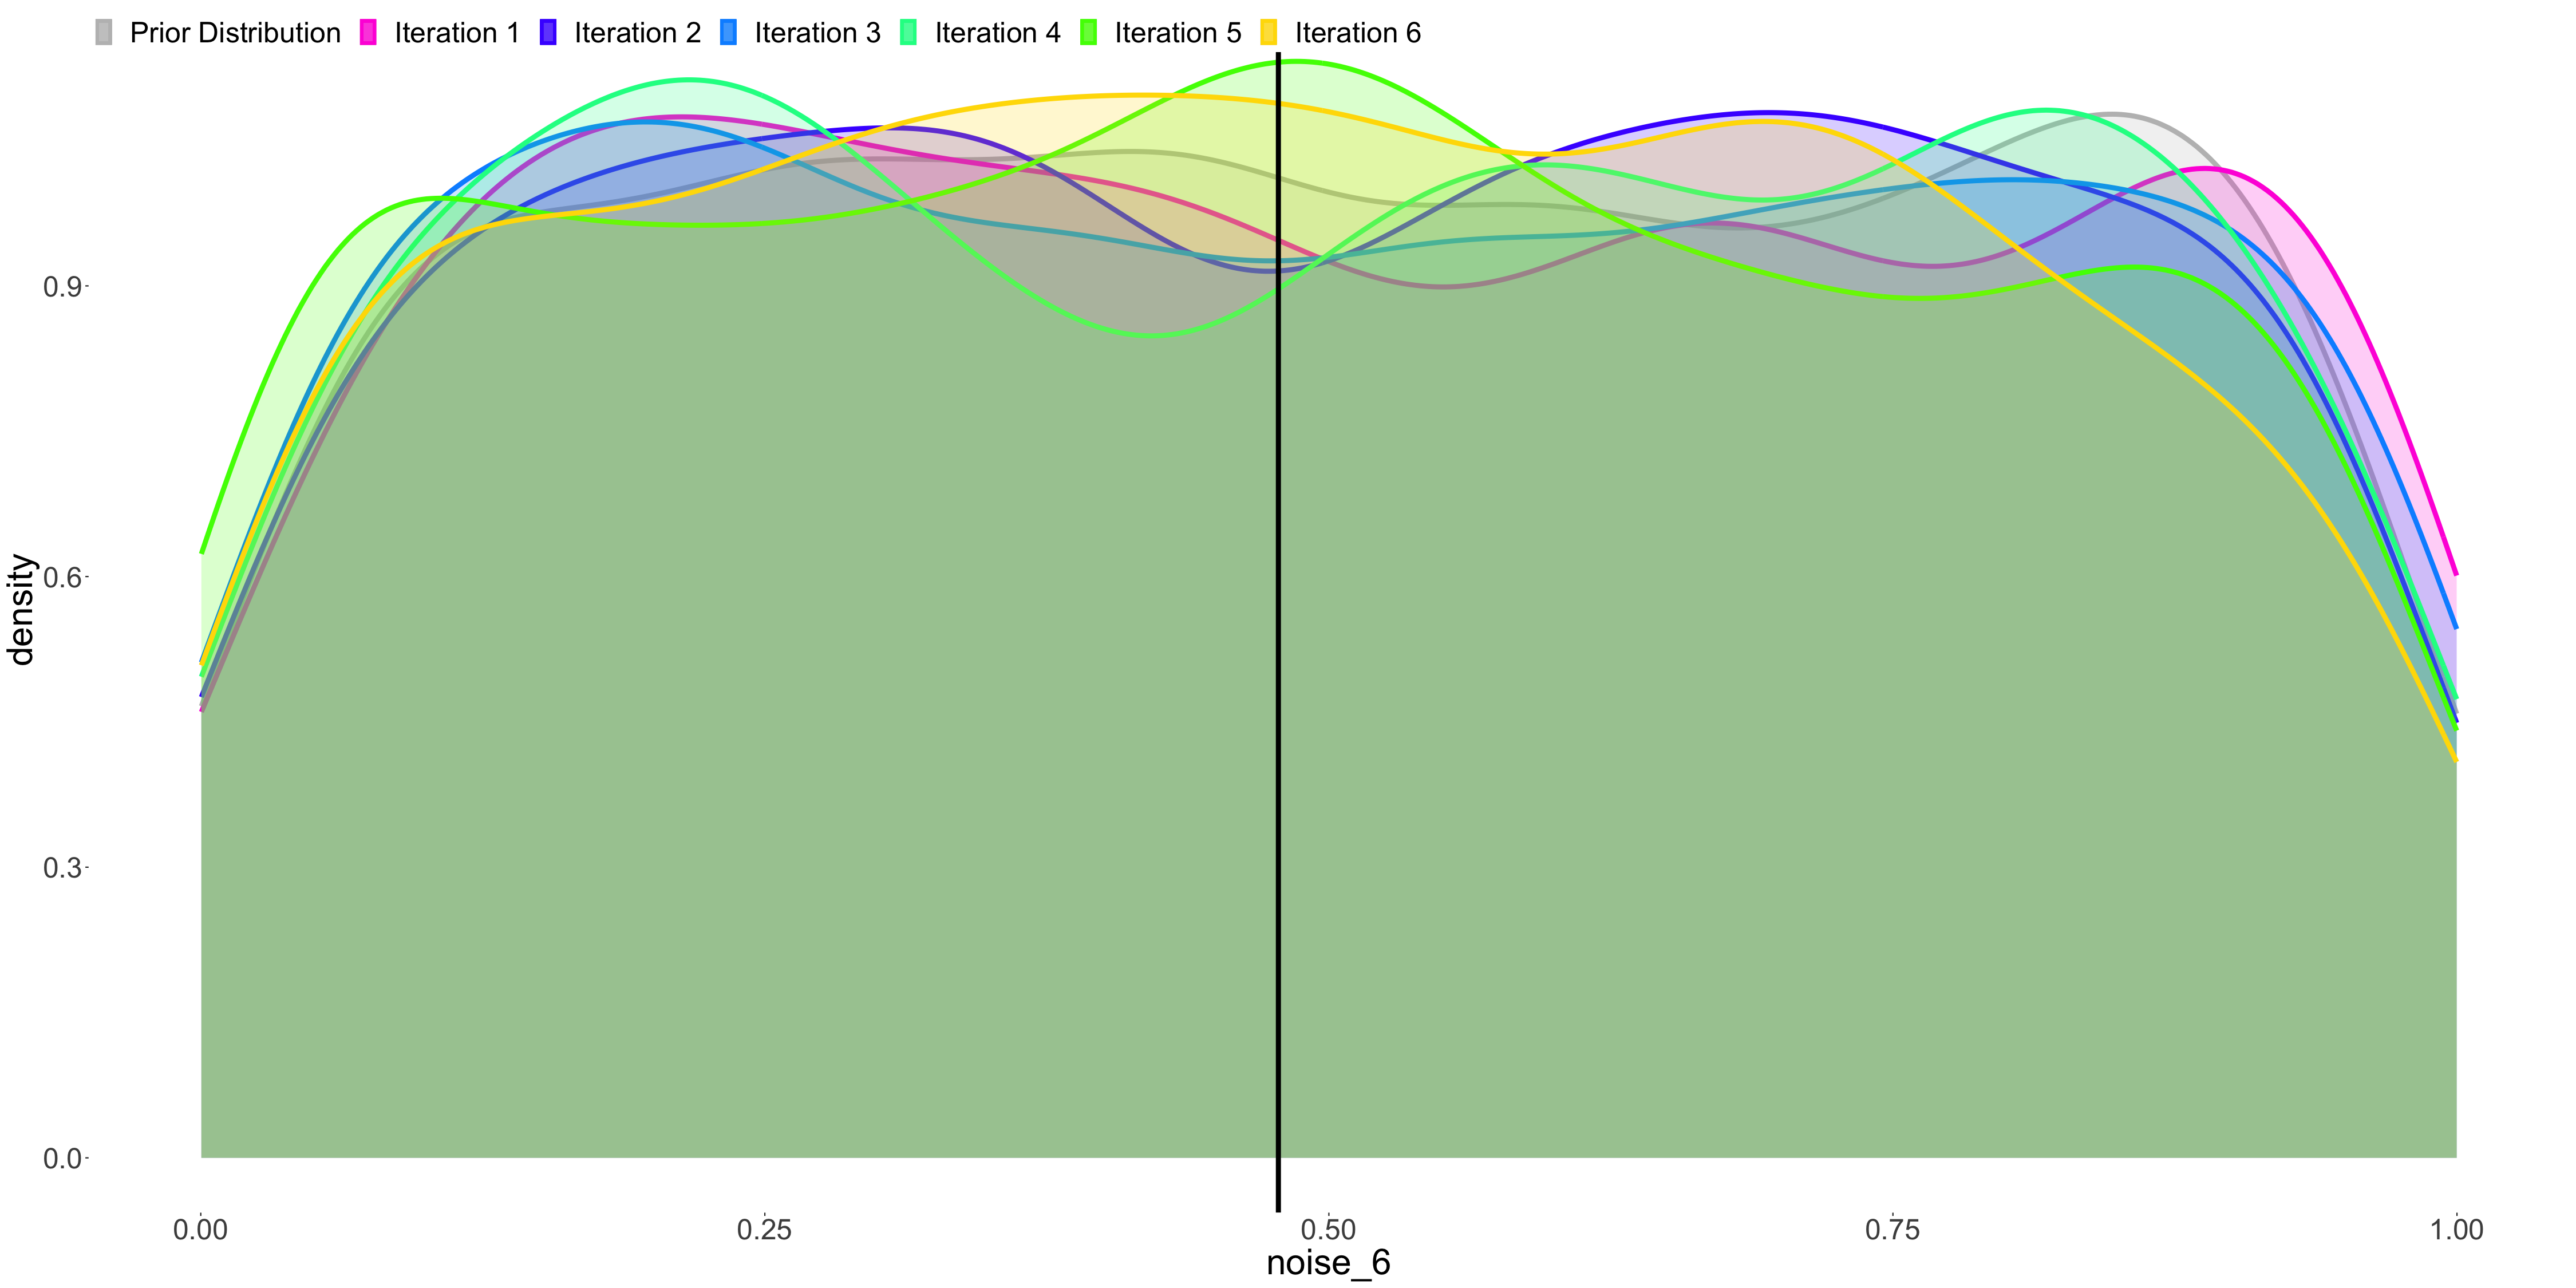 Prior Distribution Iteration 1 Iteration 2 Iteration 3 Iteration 4 Iteration 5 Iteration 6
density
0.9
0.6
0.3
0.0
0.00 0.25 0.50 0.75 1.00
noise_6